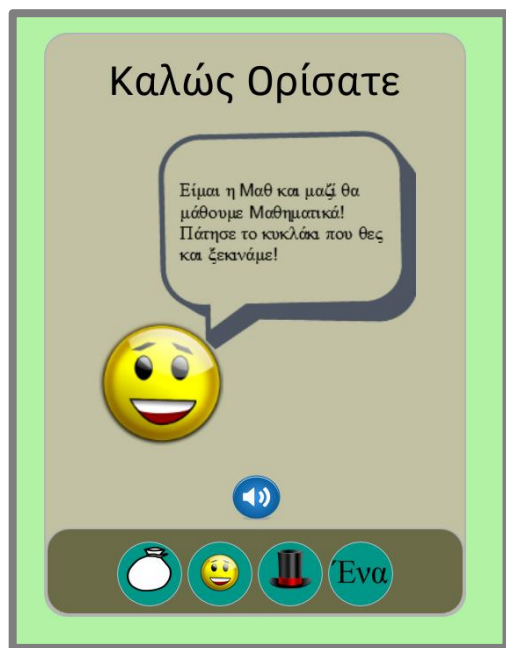 Καλώς Ορίσατε
Είμαι η Μαθ και μαζί θα
μάθουμε Μαθηματικά!
Πάτησε το κυκλάκι που θες
και ξεκινάμε!
Ένα